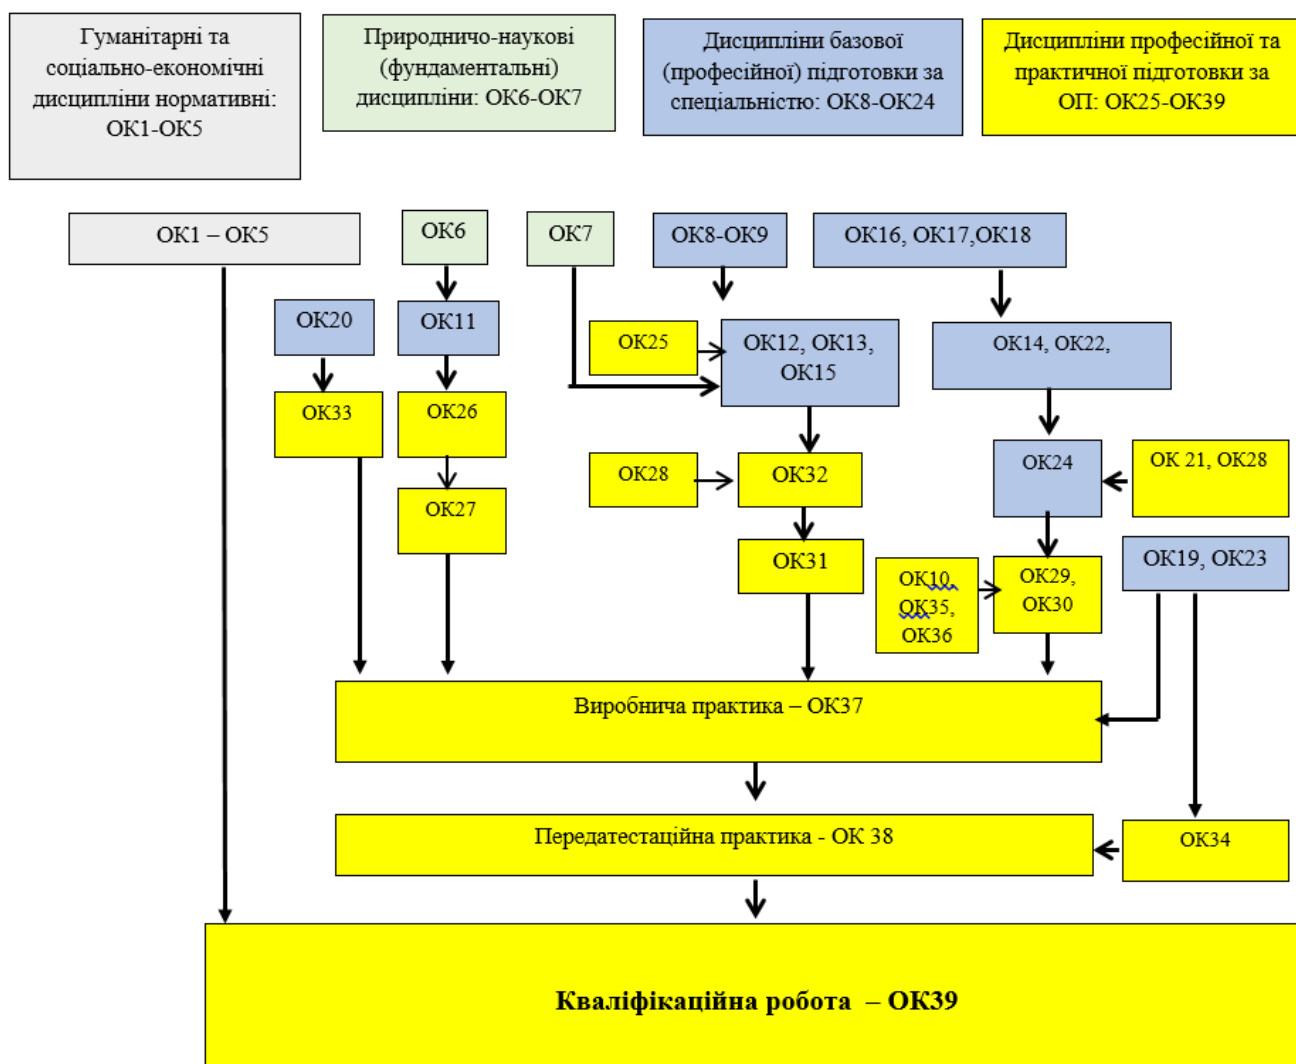 Гуманітарні та
соціально-економічні
дисципліни нормативні:
ОК1-ОК5
Природничо-наукові
(фундаментальні)
дисципліни: ОК6-ОК7
Дисципліни базової
(професійної) підготовки за
спеціальністю: ОК8-ОК24
Дисципліни професійної та
практичної підготовки за
ОП: ОК25-ОК39
ОК1 – ОК5
ОК6
ОК7
ОК8-ОК9
ОК16, ОК17,ОК18
ОК20
ОК11
ОК25
ОК12, ОК13,
ОК15
ОК14, ОК22,
ОК33
ОК26
ОК28
ОК32
ОК24
ОК 21, ОК28
ОК27
ОК31
ОК10,
ОК35,
ОК36
ОК29,
ОК30
ОК19, ОК23
Виробнича практика – ОК37
Передатестаційна практика - ОК 38
ОК34
Кваліфікаційна робота – ОК39